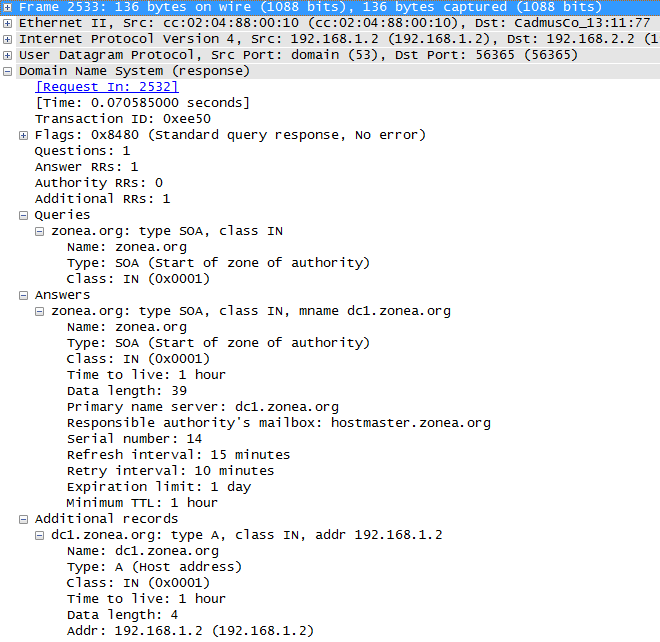 Frame 2533: 136 bytes on wire (1088 bits), 136 bytes captured (1088 bits)
Ethernet II, Src: cc:02:04:88:00:10 (cc:02:04:88:00:10), Dst: CadmusCo_13:11:77
Internet Protocol Version 4, Src: 192.168.1.2 (192.168.1.2), Dst: 192.168.2.2 (1
User Datagram Protocol, Src Port: domain (53), Dst Port: 56365 (56365)
Domain Name System (response)
[Request In: 2532]
[Time: 0.070585000 seconds]
Transaction ID: 0xee50
Flags: 0x8480 (Standard query response, No error)
Questions: 1
Answer RRs: 1
Authority RRs: 0
Additional RRs: 1
Queries
zonea.org: type SOA, class IN
Name: zonea.org
Type: SOA (Start of zone of authority)
Class: IN (0x0001)
Answers
zonea.org: type SOA, class IN, mname dc1.zonea.org
Name: zonea.org
Type: SOA (Start of zone of authority)
Class: IN (0x0001)
Time to live: 1 hour
Data length: 39
Primary name server: dc1.zonea.org
Responsible authority's mailbox: hostmaster.zonea.org
Serial number: 14
Refresh interval: 15 minutes
Retry interval: 10 minutes
Expiration limit: 1 day
Minimum TTL: 1 hour
Additional records
dc1.zonea.org: type A, class IN, addr 192.168.1.2
Name: dc1.zonea.org
Type: A (Host address)
Class: IN (0x0001)
Time to live: 1 hour
Data length: 4
Addr: 192.168.1.2 (192.168.1.2)